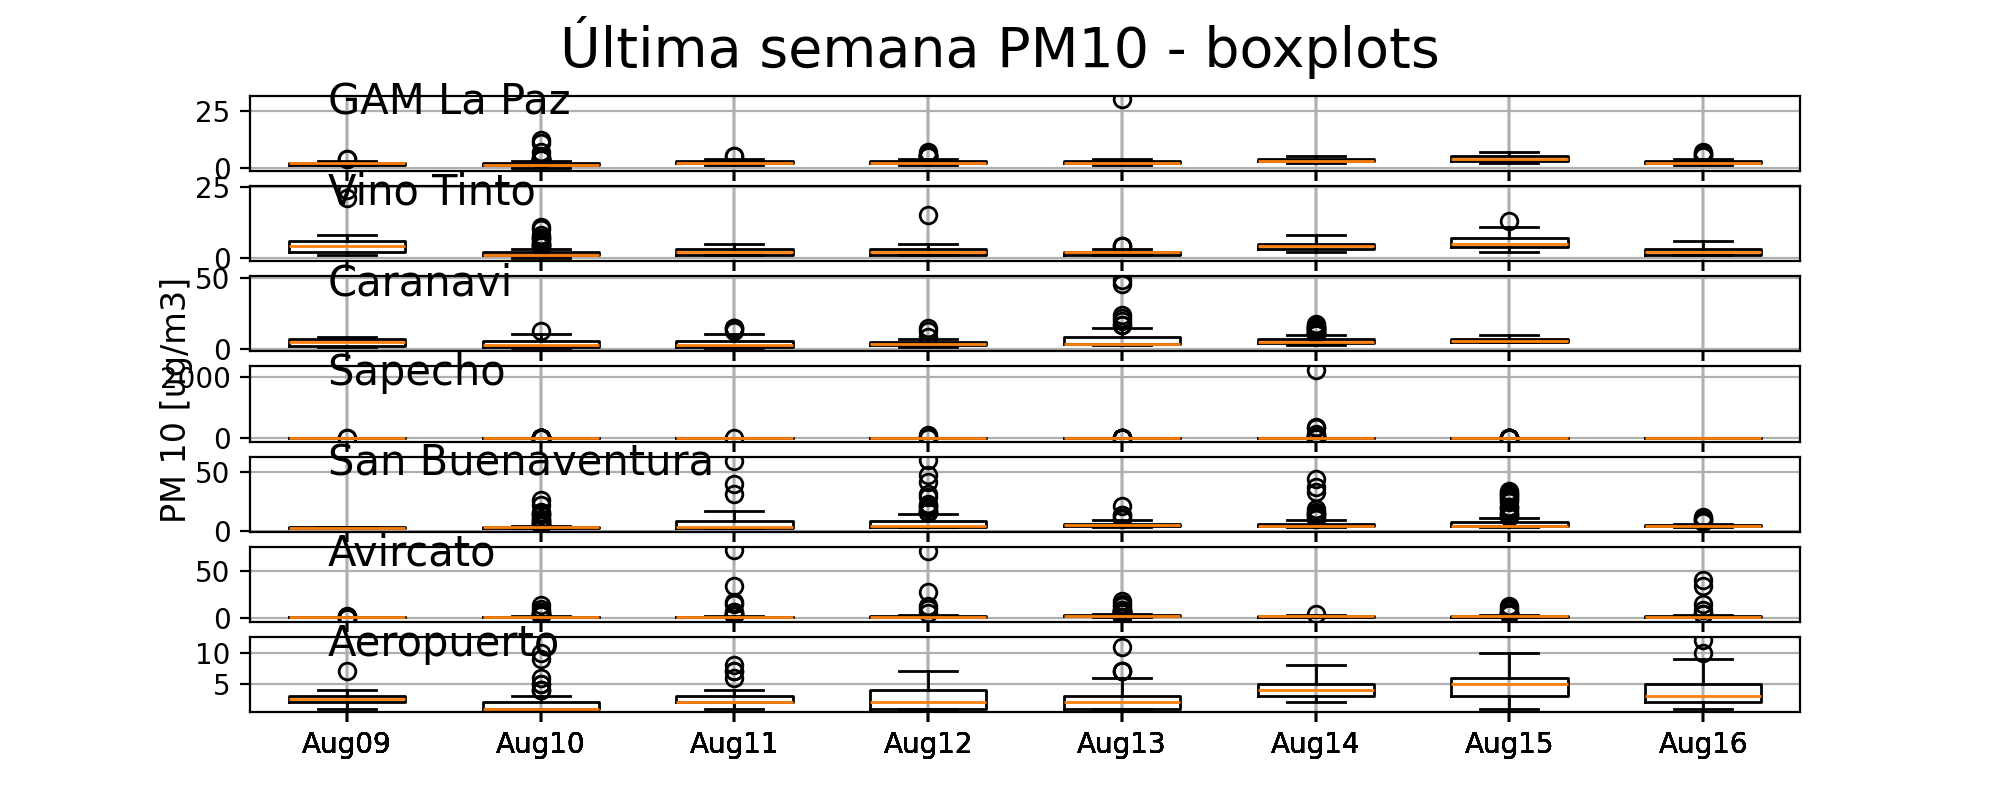 Última semana PM10 - boxplots
GAM La Paz
25
0
Vino Tinto
25
0
Caranavi
50
0
PM 10 [ug/m3]
Sapecho
2000
0
San Buenaventura
50
0
Avircato
50
0
Aeropuerto
10
5
Aug09 Aug10 Aug11 Aug12 Aug13 Aug14 Aug15 Aug16